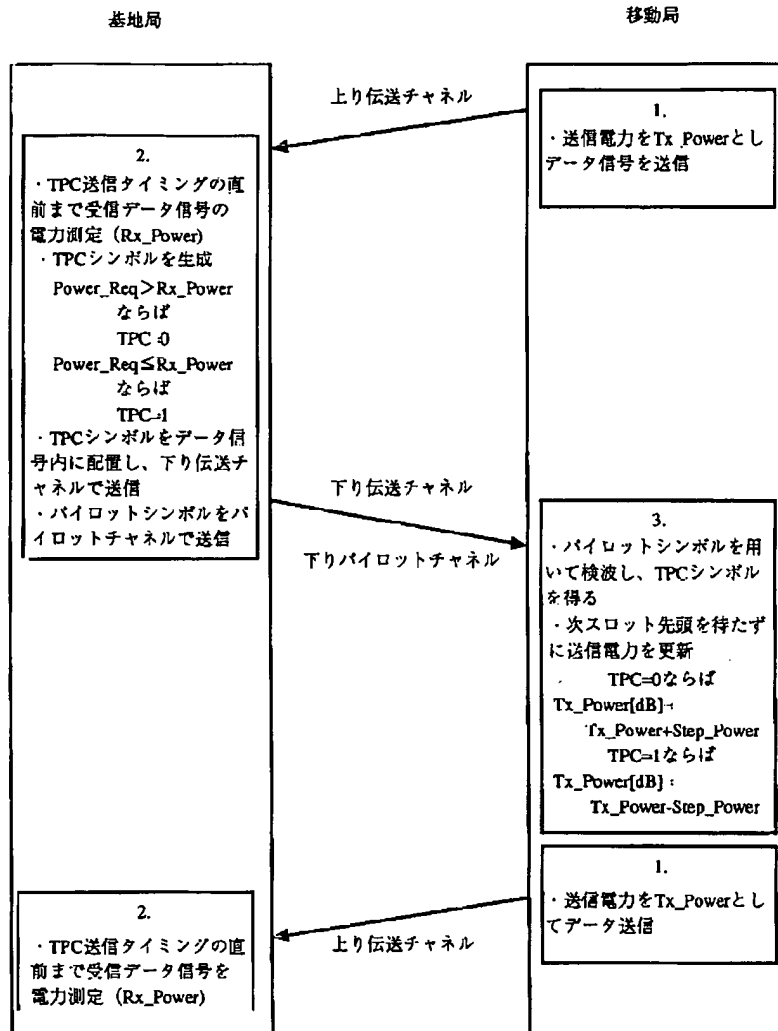 基地局
移動局
上り伝送チャネル
1.
・送信電力をTx_Powerとし
データ信号を送信
2.
・TPC送信タイミングの直
前まで受信データ信号の
電力測定（Rx_Power）
・TPCシンボルを生成
Power_Req＞Rx_Power
ならば
TPC=0
Power_Req≦Rx_Power
ならば
TPC=1
・TPCシンボルをデータ信
号内に配置し、下り伝送チ
ャネルで送信
・パイロットシンボルをパ
イロットチャネルで送信
下り伝送チャネル
下りパイロットチャネル
3.
・パイロットシンボルを用
いて検波し、TPCシンボル
を得る
・次スロット先頭を待たず
に送信電力を更新
TPC=0ならば
Tx_Power[dB]=
Tx_Power+Step_Power
TPC=1ならば
Tx_Power[dB]=
Tx_Power-Step_Power
1.
・送信電力をTx_Powerとし
てデータ送信
上り伝送チャネル
2.
・TPC送信タイミングの直
前まで受信データ信号を
電力測定（Rx_Power）